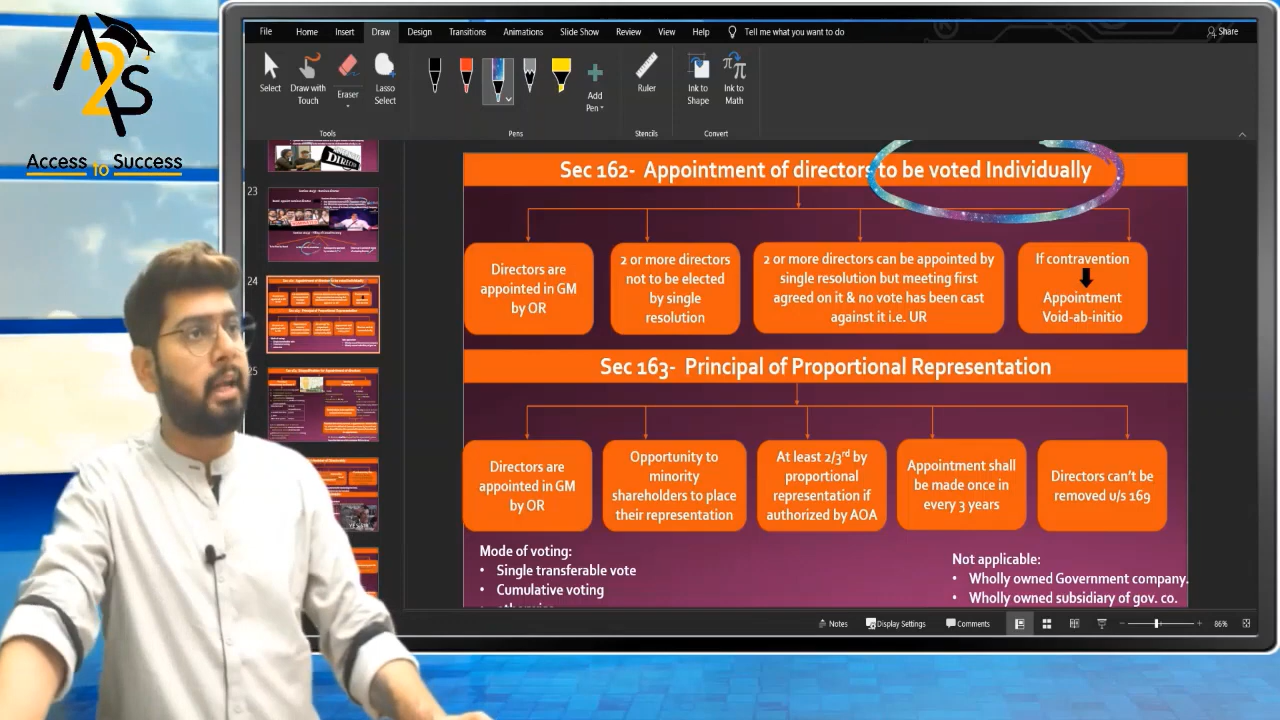 A2S
Access to Success
File Home Insert Draw Design Transitions Animations Slide Show Review View Help Tell me what you want to do Share
Select
Draw with Touch
Eraser
Lasso Select
Add Pen
Ruler
Ink to Shape
Ink to Math
Tools Pens Stencils Convert
23
24
25
Sec 162- Appointment of directors to be voted Individually
Directors are
appointed in GM
by OR
2 or more directors
not to be elected
by single
resolution
2 or more directors can be appointed by
single resolution but meeting first
agreed on it & no vote has been cast
against it i.e. UR
If contravention
Appointment
Void-ab-initio
Sec 163- Principal of Proportional Representation
Directors are
appointed in GM
by OR
Opportunity to
minority
shareholders to place
their representation
At least 2/3rd by
proportional
representation if
authorized by AOA
Appointment shall
be made once in
every 3 years
Directors can't be
removed u/s 169
Mode of voting:
• Single transferable vote
• Cumulative voting
Not applicable:
• Wholly owned Government company.
• Wholly owned subsidiary of gov. co.
Notes Display Settings Comments 86%